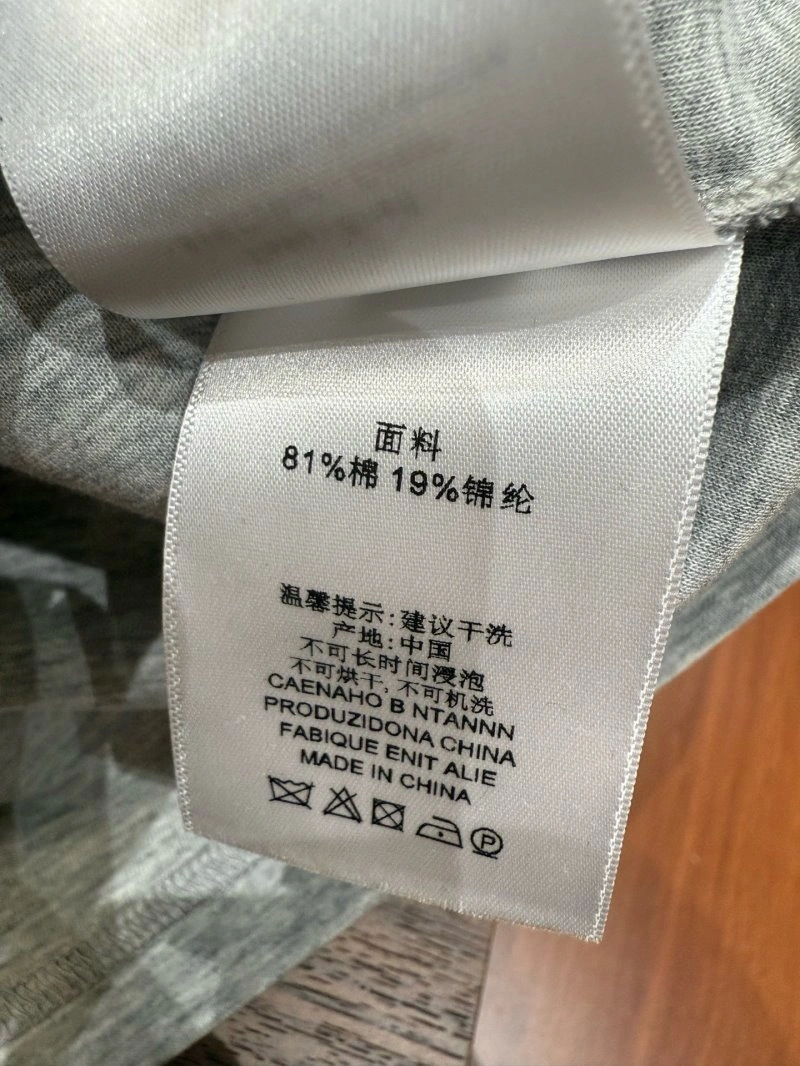 面料
81%棉 19%锦纶
温馨提示:建议干洗
产地:中国
不可长时间浸泡
不可烘干,不可机洗
CAENAHO B NTANNN
PRODUZIDONA CHINA
FABIQUE ENIT ALIE
MADE IN CHINA
P